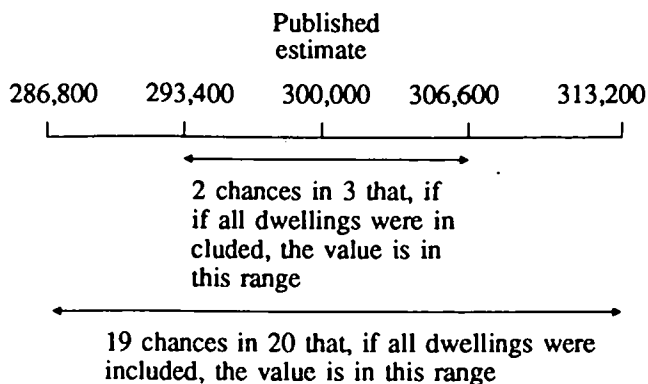 Published
estimate
286,800 293,400 300,000 306,600 313,200
2 chances in 3 that, if
if all dwellings were in
cluded, the value is in
this range
19 chances in 20 that, if all dwellings were
included, the value is in this range